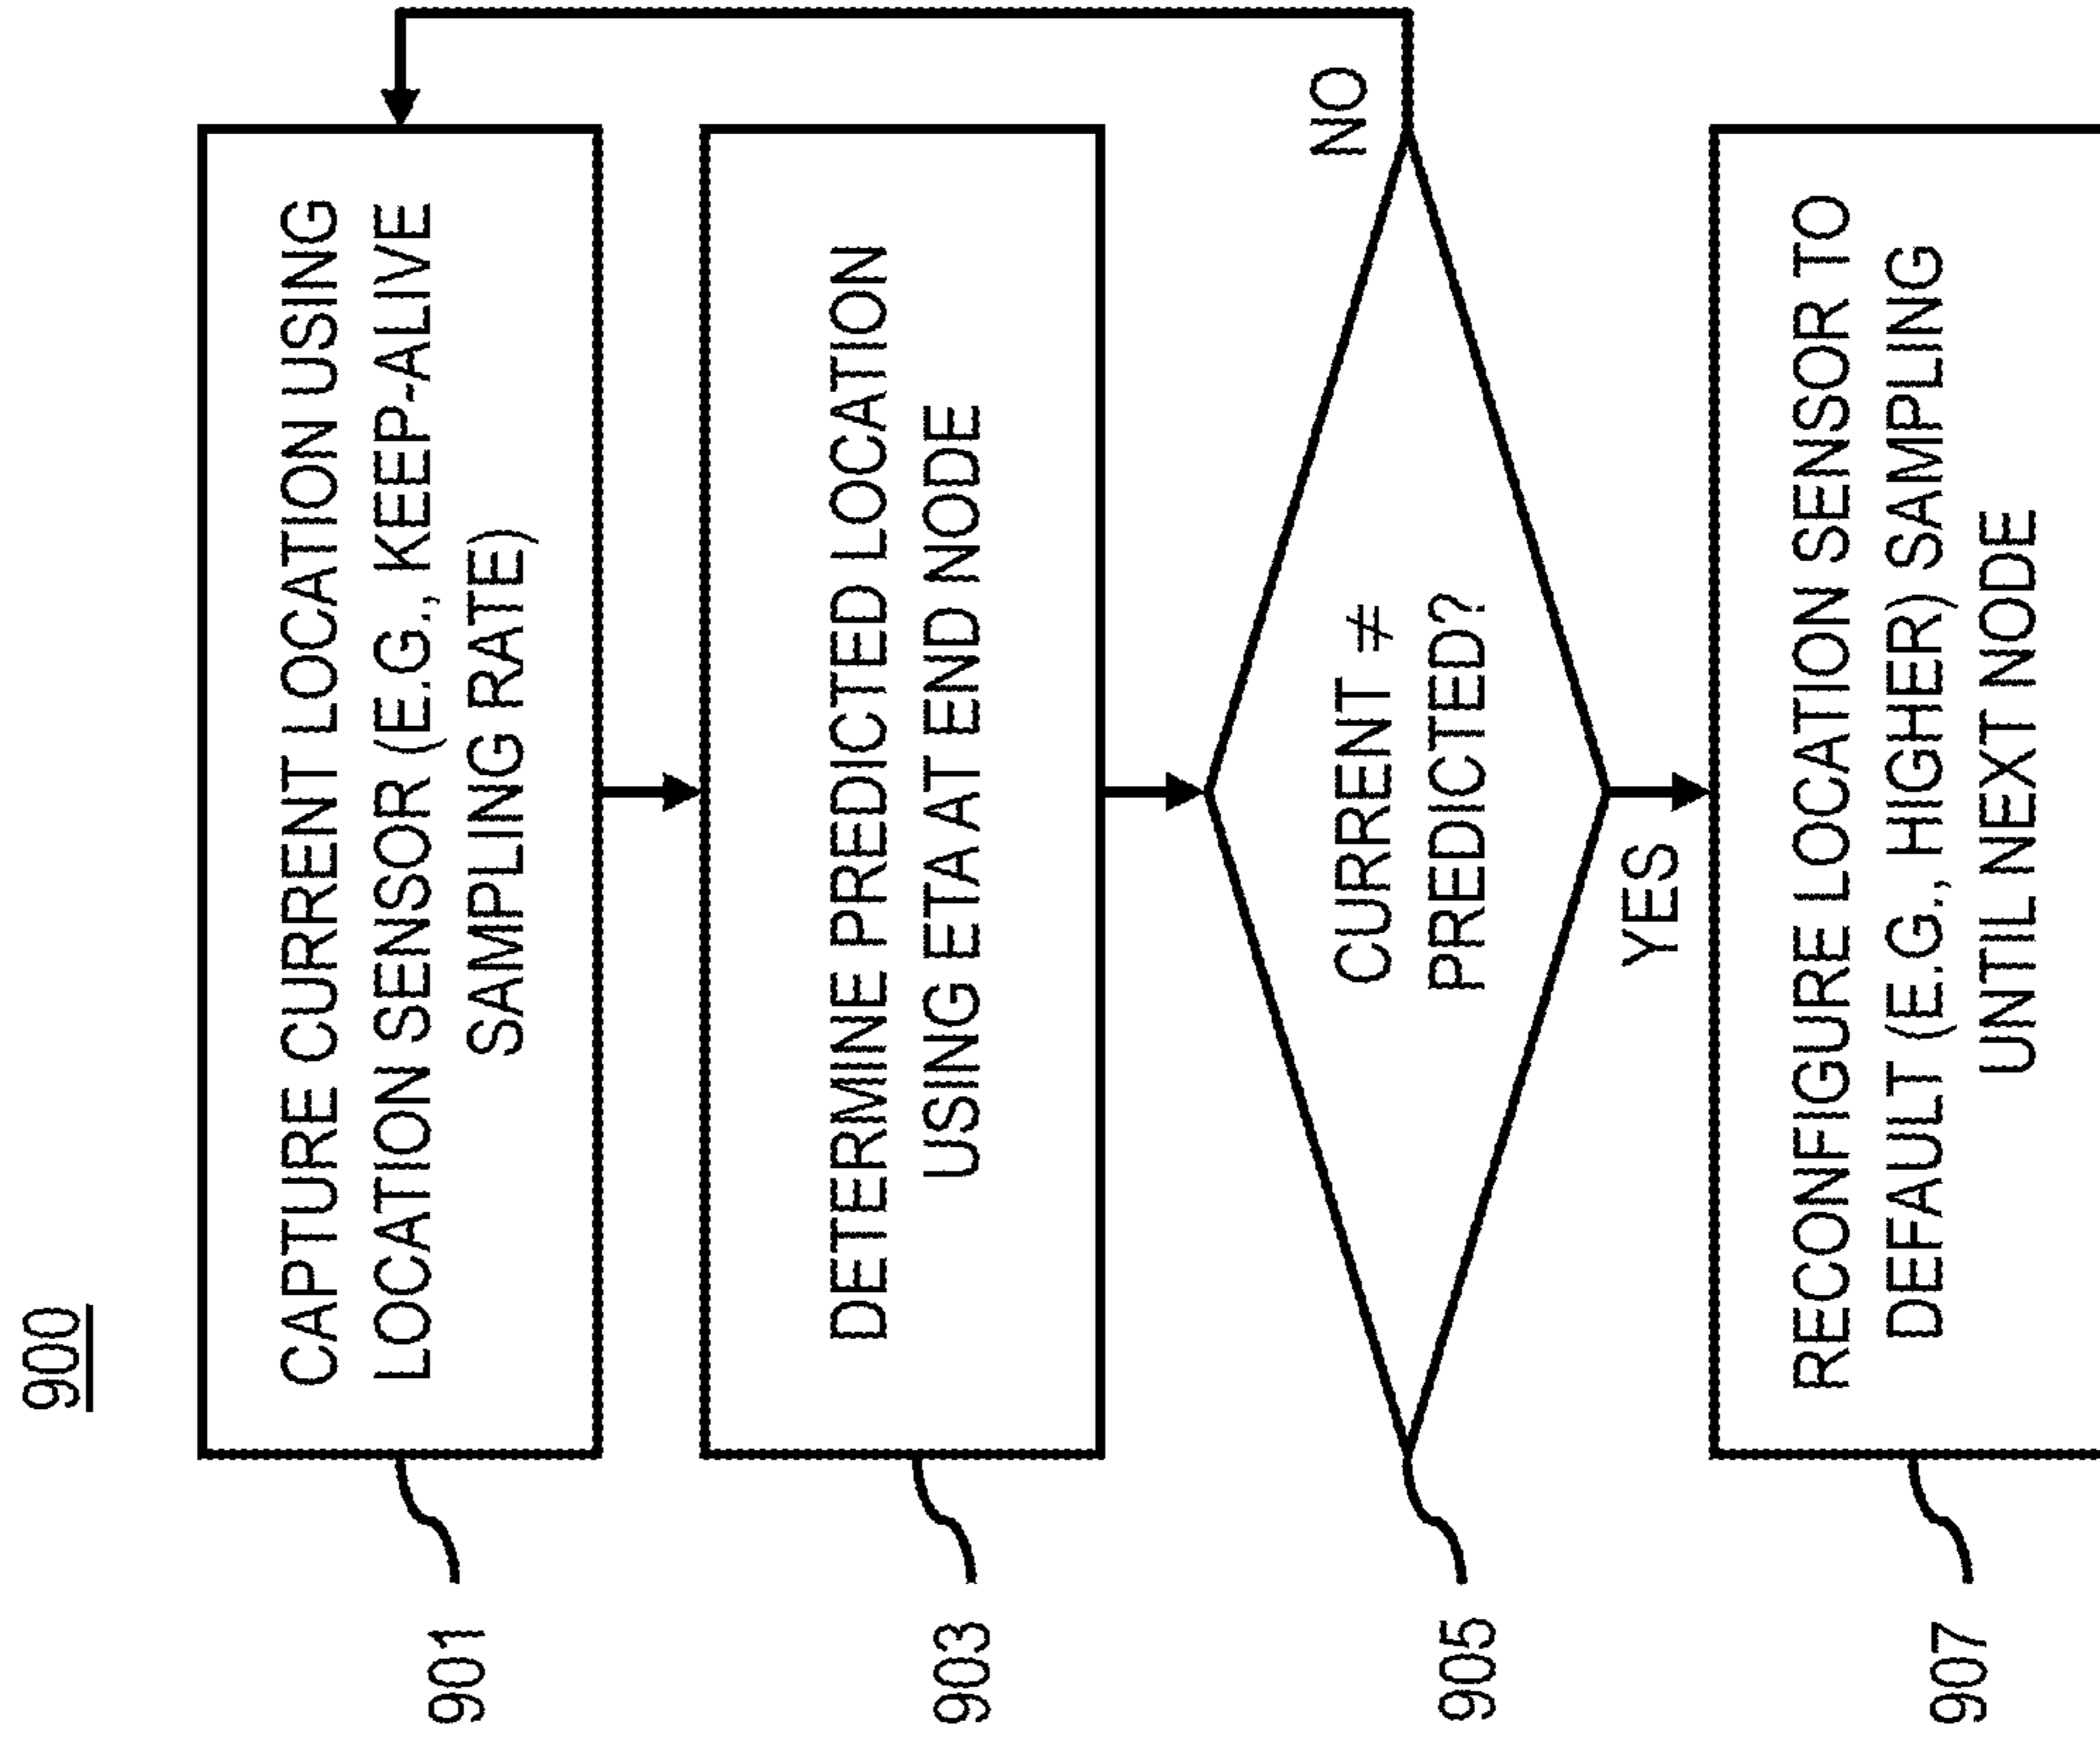 900
CAPTURE CURRENT LOCATION USING
LOCATION SENSOR (E.G., KEEP-ALIVE
SAMPLING RATE)
901
DETERMINE PREDICTED LOCATION
USING ETA AT END NODE
903
CURRENT ≠
PREDICTED?
905
NO
YES
RECONFIGURE LOCATION SENSOR TO
DEFAULT (E.G., HIGHER) SAMPLING
UNTIL NEXT NODE
907